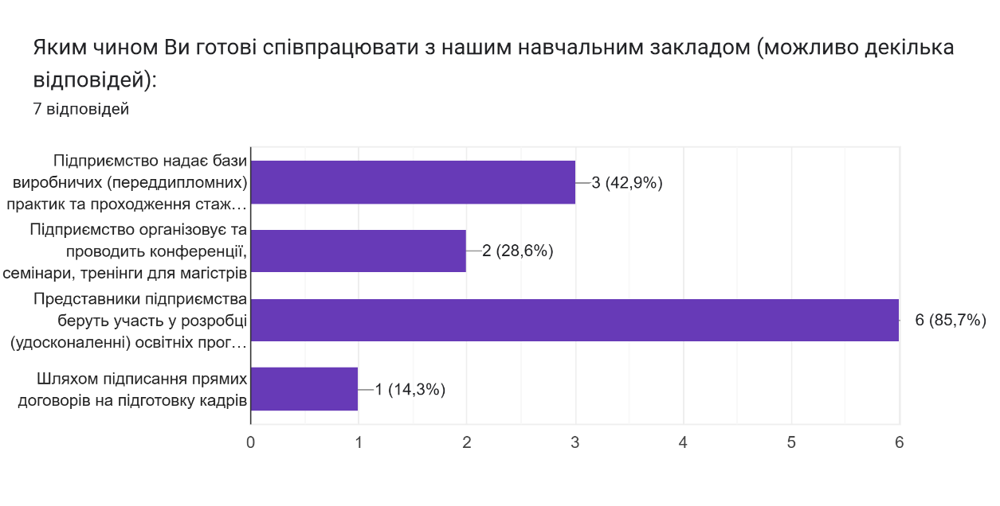 Яким чином Ви готові співпрацювати з нашим навчальним закладом (можливо декілька
відповідей):
7 відповідей
Підприємство надає бази
виробничих (переддипломних)
практик та проходження стаж…
3 (42,9%)
Підприємство організовує та
проводить конференції,
семінари, тренінги для магістрів
2 (28,6%)
Представники підприємства
беруть участь у розробці
(удосконаленні) освітніх прог…
6 (85,7%)
Шляхом підписання прямих
договорів на підготовку кадрів
1 (14,3%)
0 1 2 3 4 5 6